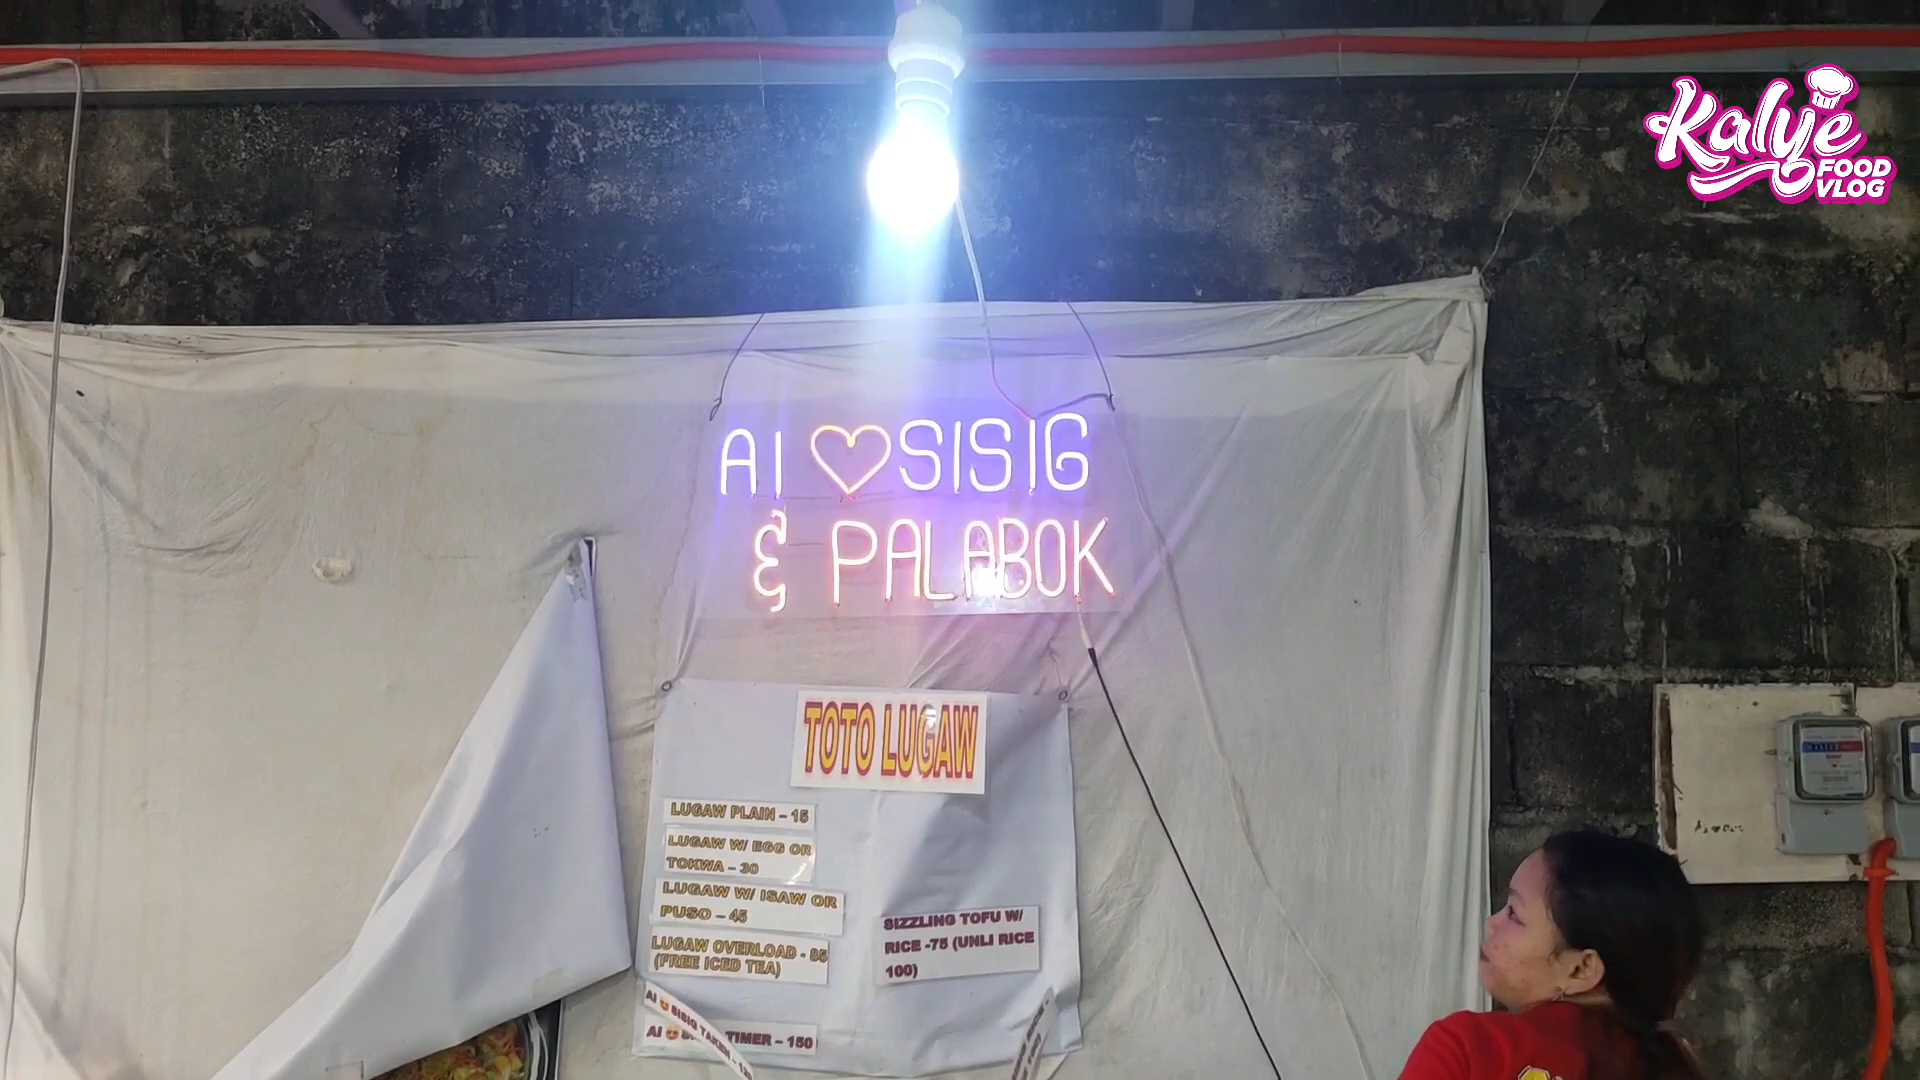 Kalye
FOOD
VLOG
AI ♡ SISIG
& PALABOK
TOTO LUGAW
LUGAW PLAIN – 15
LUGAW W/ EGG OR
TOKWA – 30
LUGAW W/ ISAW OR
PUSO – 45
LUGAW OVERLOAD - 85
(FREE ICED TEA)
SIZZLING TOFU W/
RICE -75 (UNLI RICE
100)
AI 😍 SISIG
AI 😍 TIMER – 150